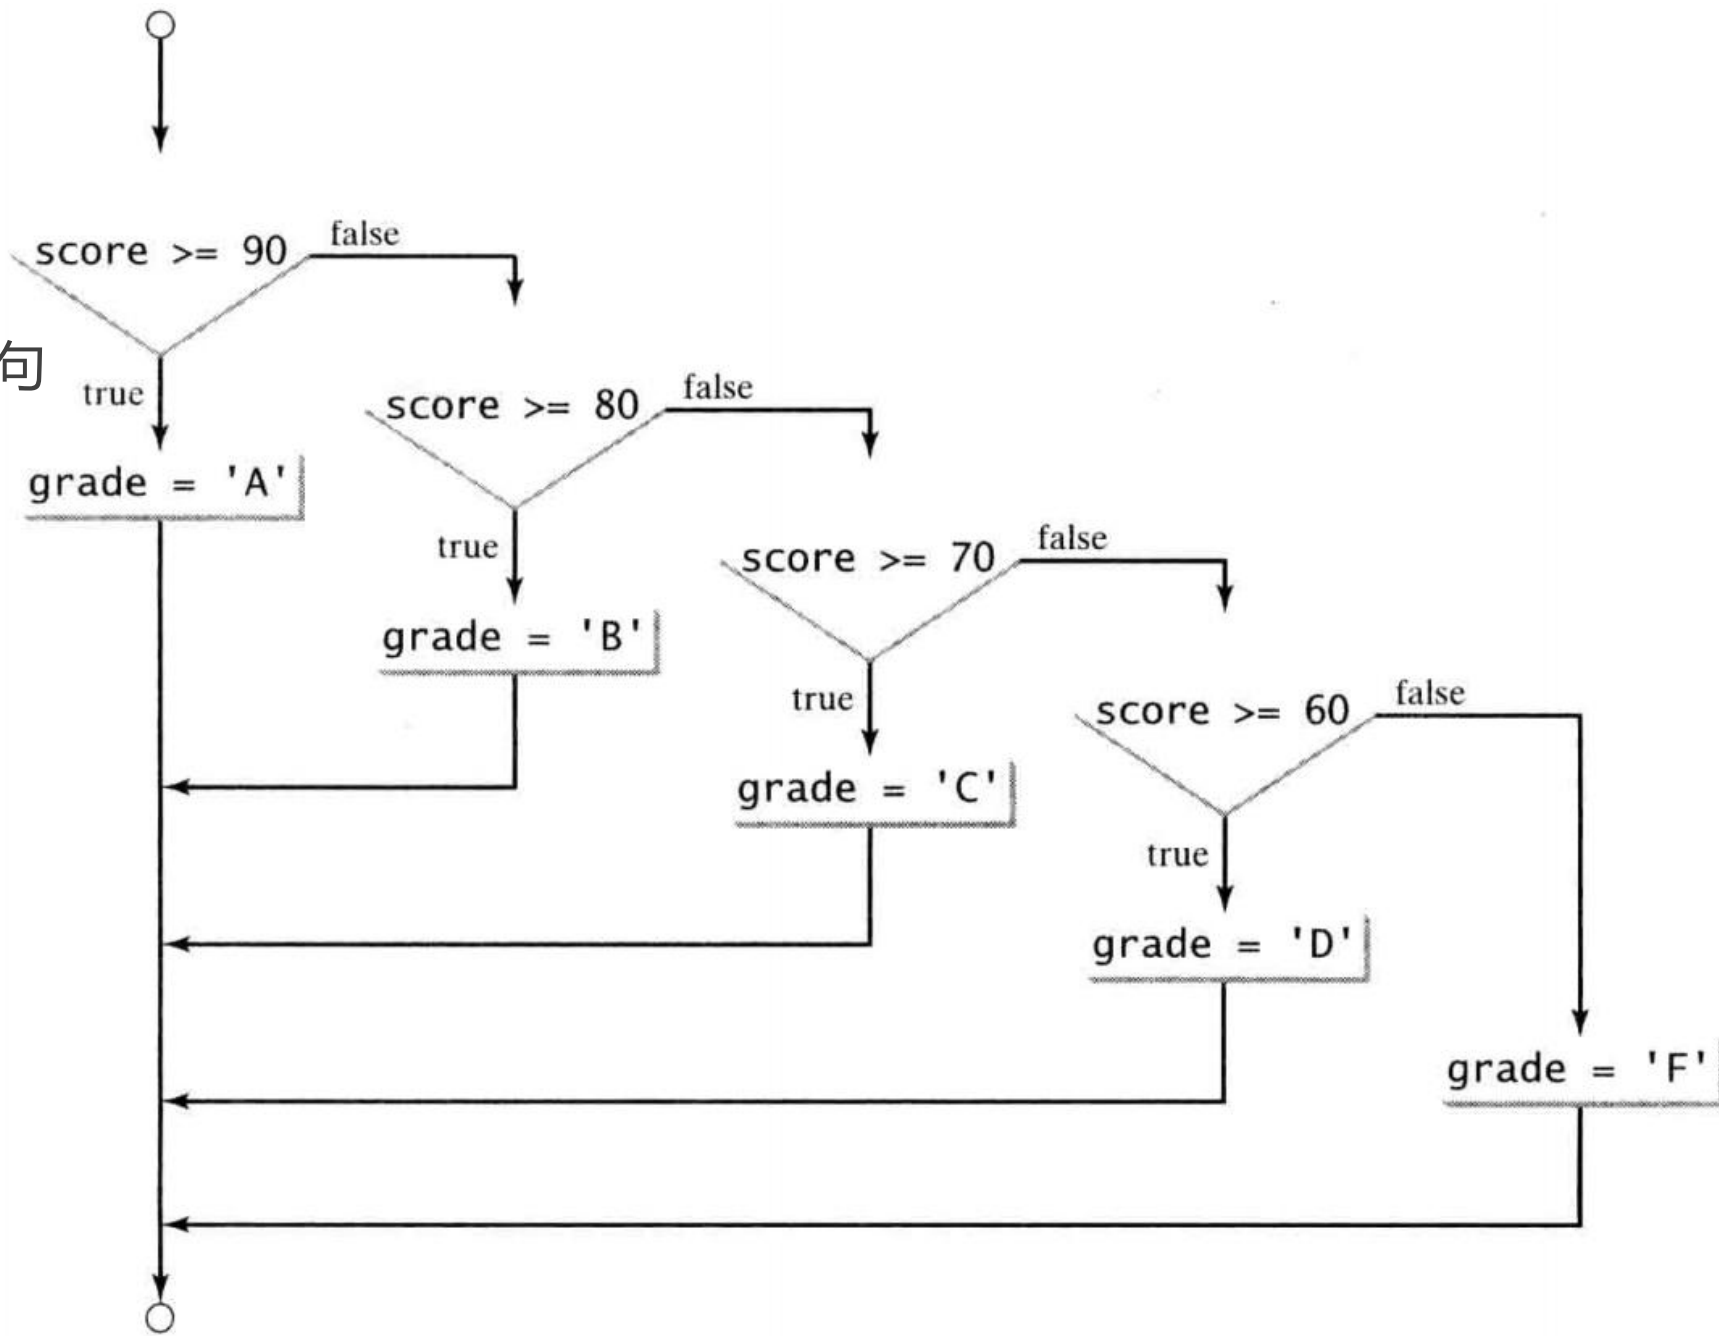 score >= 90
false
句
true
grade = 'A'
score >= 80
false
true
grade = 'B'
score >= 70
false
true
grade = 'C'
score >= 60
false
true
grade = 'D'
grade = 'F'